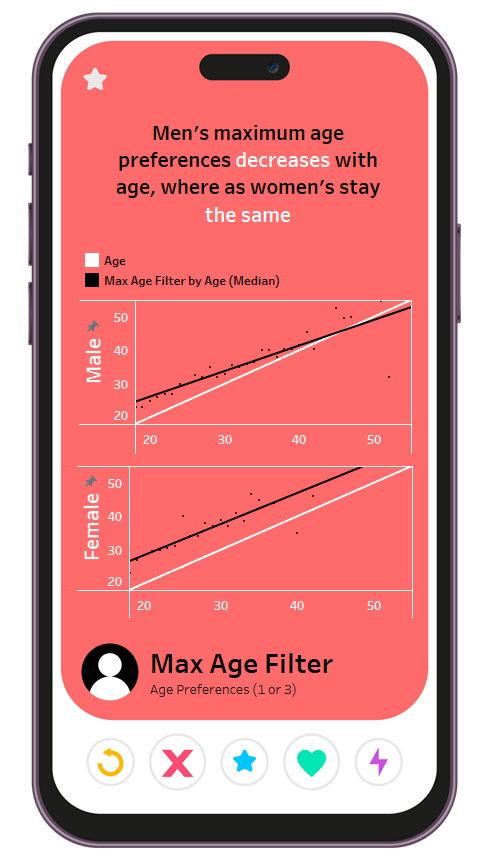 Men's maximum age
preferences decreases with
age, where as women's stay
the same
Age
Max Age Filter by Age (Median)
Male
50
40
30
20
20 30 40 50
Female
50
40
30
20
20 30 40 50
Max Age Filter
Age Preferences (1 or 3)